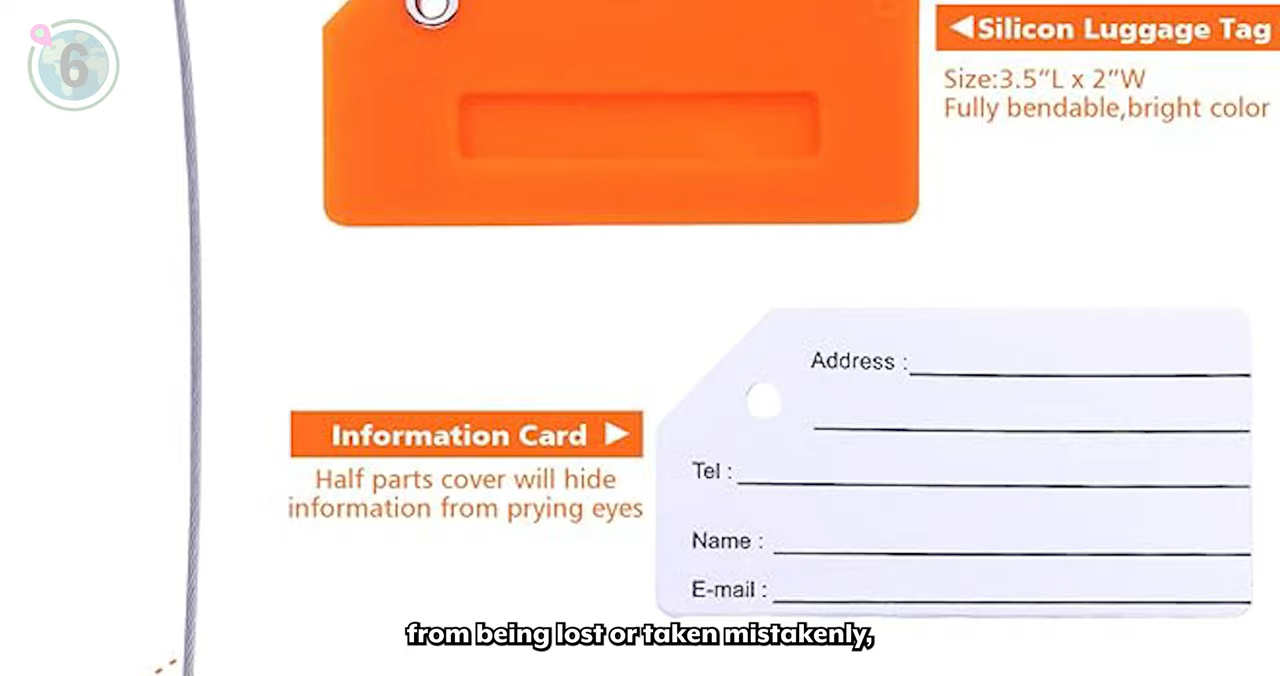 6
◀Silicon Luggage Tag
Size:3.5”L x 2”W
Fully bendable,bright color
Information Card ▶
Half parts cover will hide
information from prying eyes
Address :
Tel :
Name :
E-mail :
from being lost or taken mistakenly,